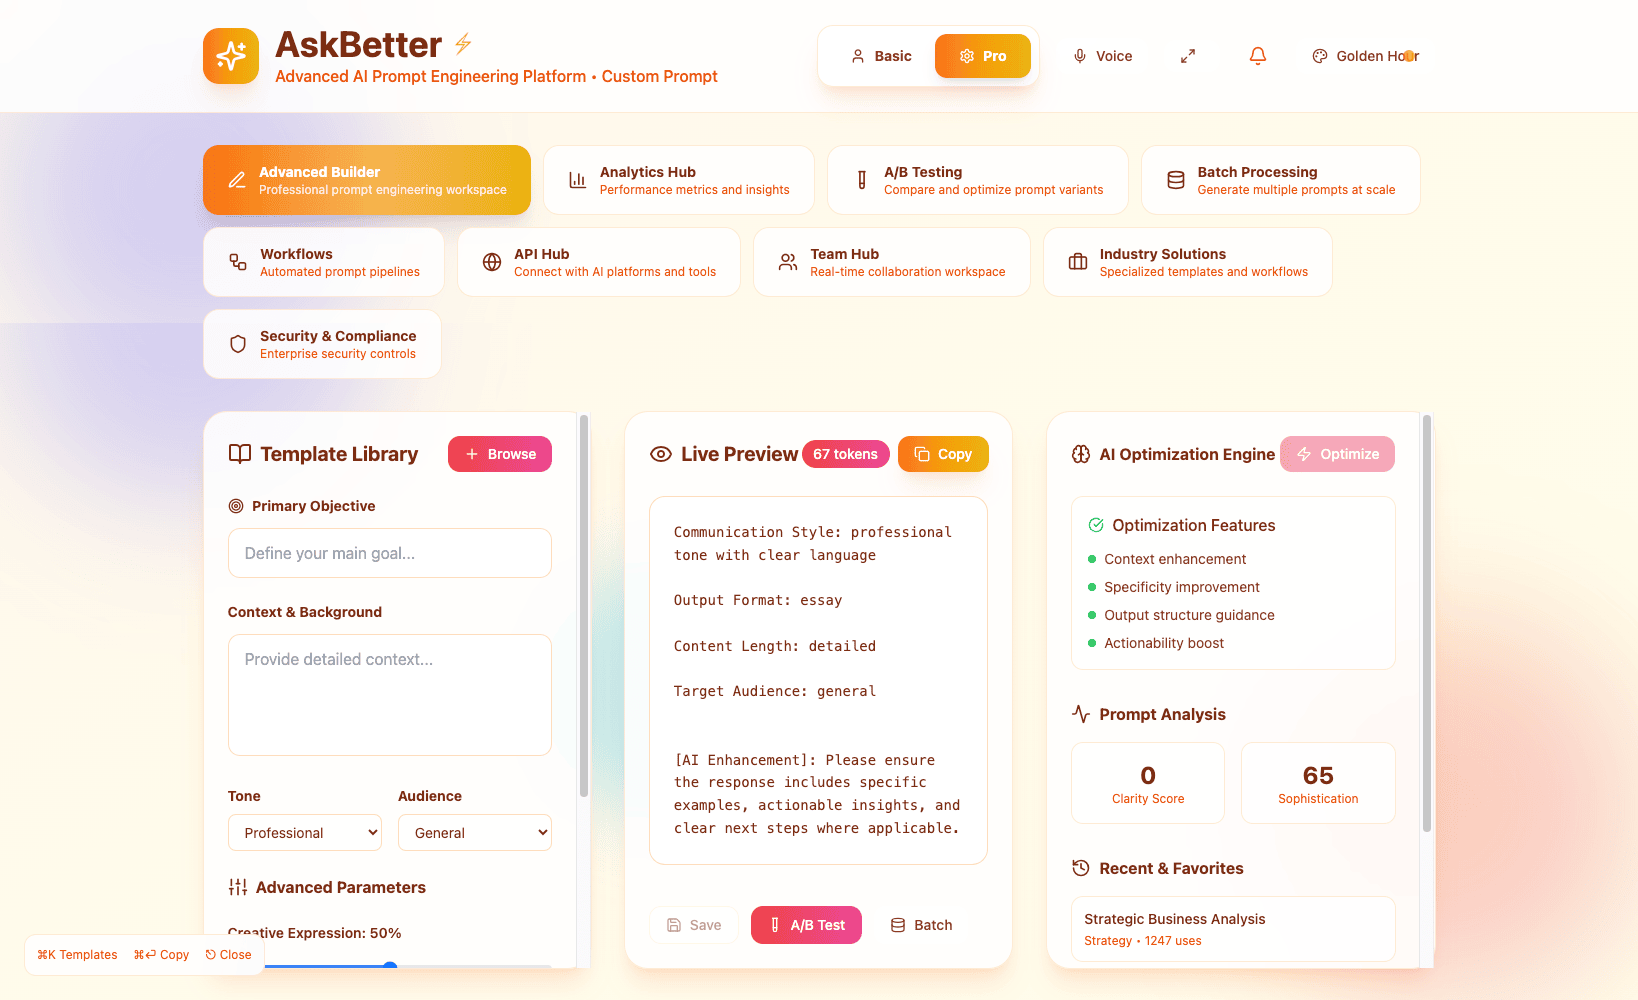 AskBetter
Advanced AI Prompt Engineering Platform • Custom Prompt
Basic
Pro
Voice
Golden Hour
Advanced Builder
Professional prompt engineering workspace
Analytics Hub
Performance metrics and insights
A/B Testing
Compare and optimize prompt variants
Batch Processing
Generate multiple prompts at scale
Workflows
Automated prompt pipelines
API Hub
Connect with AI platforms and tools
Team Hub
Real-time collaboration workspace
Industry Solutions
Specialized templates and workflows
Security & Compliance
Enterprise security controls
Template Library
Browse
Primary Objective
Define your main goal...
Context & Background
Provide detailed context...
Tone
Audience
Professional
General
Advanced Parameters
Creative Expression: 50%
Live Preview
67 tokens
Copy
Communication Style: professional
tone with clear language
Output Format: essay
Content Length: detailed
Target Audience: general
[AI Enhancement]: Please ensure
the response includes specific
examples, actionable insights, and
clear next steps where applicable.
Save
A/B Test
Batch
AI Optimization Engine
Optimize
Optimization Features
Context enhancement
Specificity improvement
Output structure guidance
Actionability boost
Prompt Analysis
0
Clarity Score
65
Sophistication
Recent & Favorites
Strategic Business Analysis
Strategy • 1247 uses
⌘K Templates
⌘⏎ Copy
⎋ Close